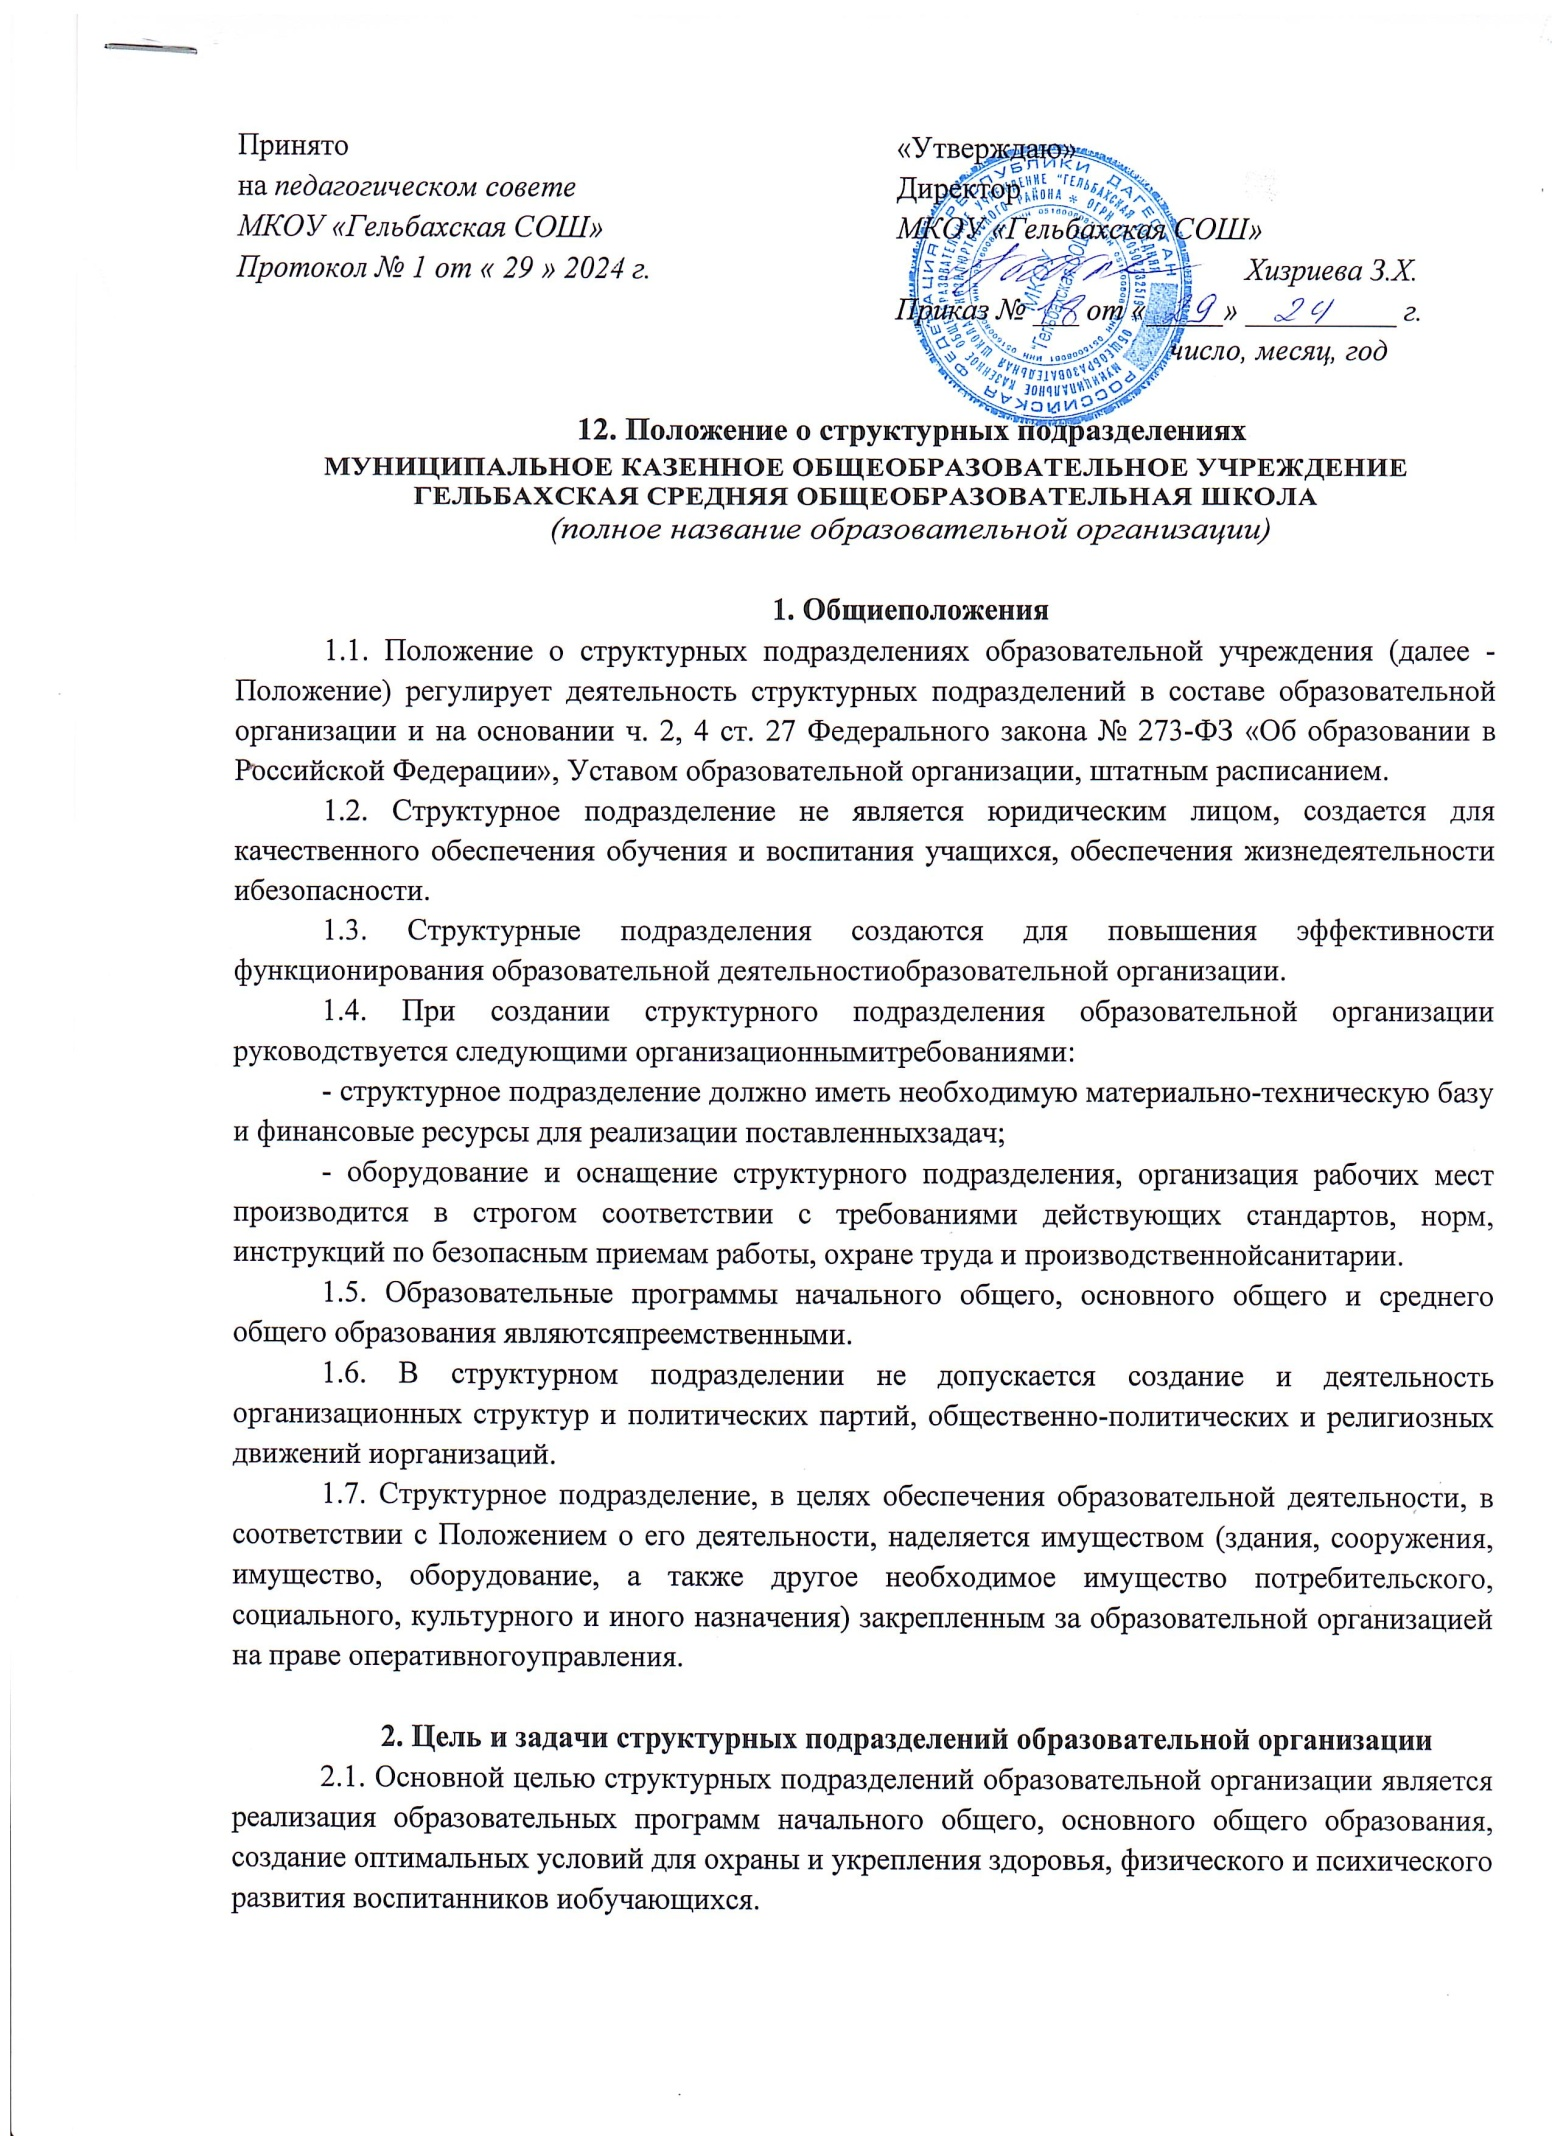 Принято
на педагогическом совете
МКОУ «Гельбахская СОШ»
Протокол № 1 от « 29 » 2024 г.
«Утверждаю»
Директор
МКОУ «Гельбахская СОШ»
Хизриева З.Х.
Приказ № 18 от « 29 » 24 г.
число, месяц, год
РОССИЙСКАЯ ФЕДЕРАЦИЯ РЕСПУБЛИКИ ДАГЕСТАН
МКОУ
"Гельбахская СОШ"
12. Положение о структурных подразделениях
МУНИЦИПАЛЬНОЕ КАЗЕННОЕ ОБЩЕОБРАЗОВАТЕЛЬНОЕ УЧРЕЖДЕНИЕ
ГЕЛЬБАХСКАЯ СРЕДНЯЯ ОБЩЕОБРАЗОВАТЕЛЬНАЯ ШКОЛА
(полное название образовательной организации)
1. Общиеположения
1.1. Положение о структурных подразделениях образовательной учреждения (далее -
Положение) регулирует деятельность структурных подразделений в составе образовательной
организации и на основании ч. 2, 4 ст. 27 Федерального закона № 273-ФЗ «Об образовании в
Российской Федерации», Уставом образовательной организации, штатным расписанием.
1.2. Структурное подразделение не является юридическим лицом, создается для
качественного обеспечения обучения и воспитания учащихся, обеспечения жизнедеятельности
ибезопасности.
1.3. Структурные подразделения создаются для повышения эффективности
функционирования образовательной деятельностиобразовательной организации.
1.4. При создании структурного подразделения образовательной организации
руководствуется следующими организационнымитребованиями:
- структурное подразделение должно иметь необходимую материально-техническую базу
и финансовые ресурсы для реализации поставленныхзадач;
- оборудование и оснащение структурного подразделения, организация рабочих мест
производится в строгом соответствии с требованиями действующих стандартов, норм,
инструкций по безопасным приемам работы, охране труда и производственнойсанитарии.
1.5. Образовательные программы начального общего, основного общего и среднего
общего образования являютсяпреемственными.
1.6. В структурном подразделении не допускается создание и деятельность
организационных структур и политических партий, общественно-политических и религиозных
движений иорганизаций.
1.7. Структурное подразделение, в целях обеспечения образовательной деятельности, в
соответствии с Положением о его деятельности, наделяется имуществом (здания, сооружения,
имущество, оборудование, а также другое необходимое имущество потребительского,
социального, культурного и иного назначения) закрепленным за образовательной организацией
на праве оперативногоуправления.
2. Цель и задачи структурных подразделений образовательной организации
2.1. Основной целью структурных подразделений образовательной организации является
реализация образовательных программ начального общего, основного общего образования,
создание оптимальных условий для охраны и укрепления здоровья, физического и психического
развития воспитанников иобучающихся.